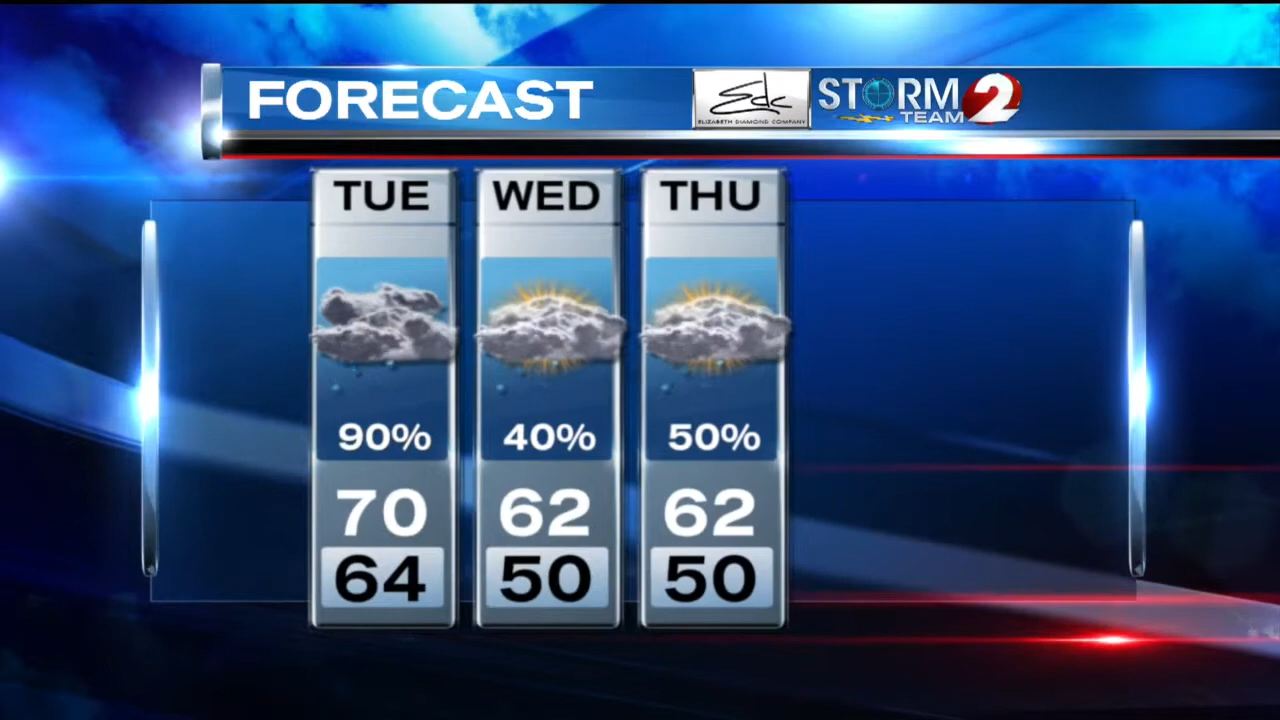 FORECAST
Edc
ELIZABETH DIAMOND COMPANY
STORM
TEAM
2
TUE WED THU
90% 40% 50%
70 62 62
64 50 50